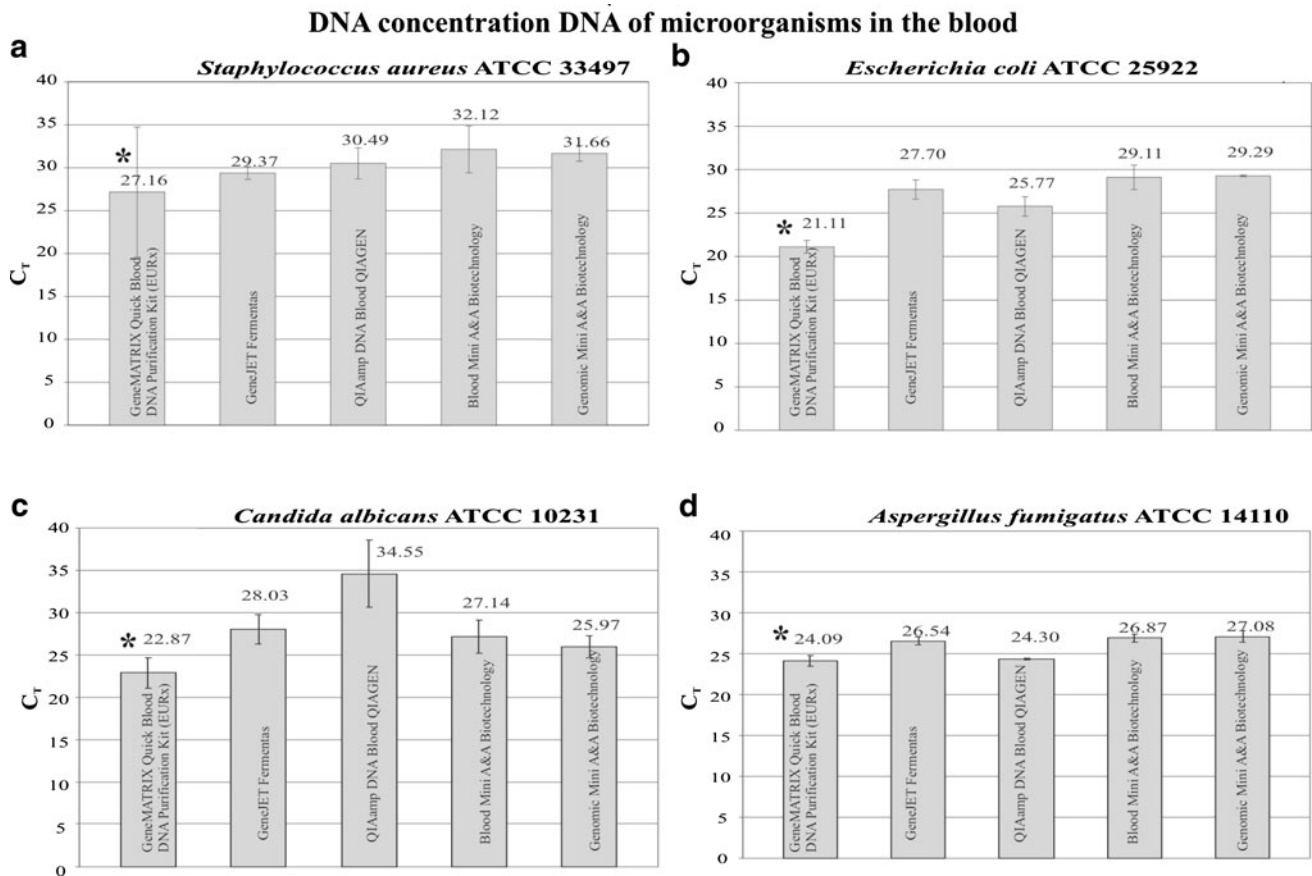 DNA concentration DNA of microorganisms in the blood
a
Staphylococcus aureus ATCC 33497
40
35
30
25
20
15
10
5
0
C_T
*
27.16
29.37
30.49
32.12
31.66
GeneMATRIX Quick Blood
DNA Purification Kit (EURx)
GeneJET Fermentas
QIAamp DNA Blood QIAGEN
Blood Mini A&A Biotechnology
Genomic Mini A&A Biotechnology
b
Escherichia coli ATCC 25922
40
35
30
25
20
15
10
5
0
C_T
*
21.11
27.70
25.77
29.11
29.29
GeneMATRIX Quick Blood
DNA Purification Kit (EURx)
GeneJET Fermentas
QIAamp DNA Blood QIAGEN
Blood Mini A&A Biotechnology
Genomic Mini A&A Biotechnology
c
Candida albicans ATCC 10231
40
35
30
25
20
15
10
5
0
C_T
*
22.87
28.03
34.55
27.14
25.97
GeneMATRIX Quick Blood
DNA Purification Kit (EURx)
GeneJET Fermentas
QIAamp DNA Blood QIAGEN
Blood Mini A&A Biotechnology
Genomic Mini A&A Biotechnology
d
Aspergillus fumigatus ATCC 14110
40
35
30
25
20
15
10
5
0
C_T
*
24.09
26.54
24.30
26.87
27.08
GeneMATRIX Quick Blood
DNA Purification Kit (EURx)
GeneJET Fermentas
QIAamp DNA Blood QIAGEN
Blood Mini A&A Biotechnology
Genomic Mini A&A Biotechnology